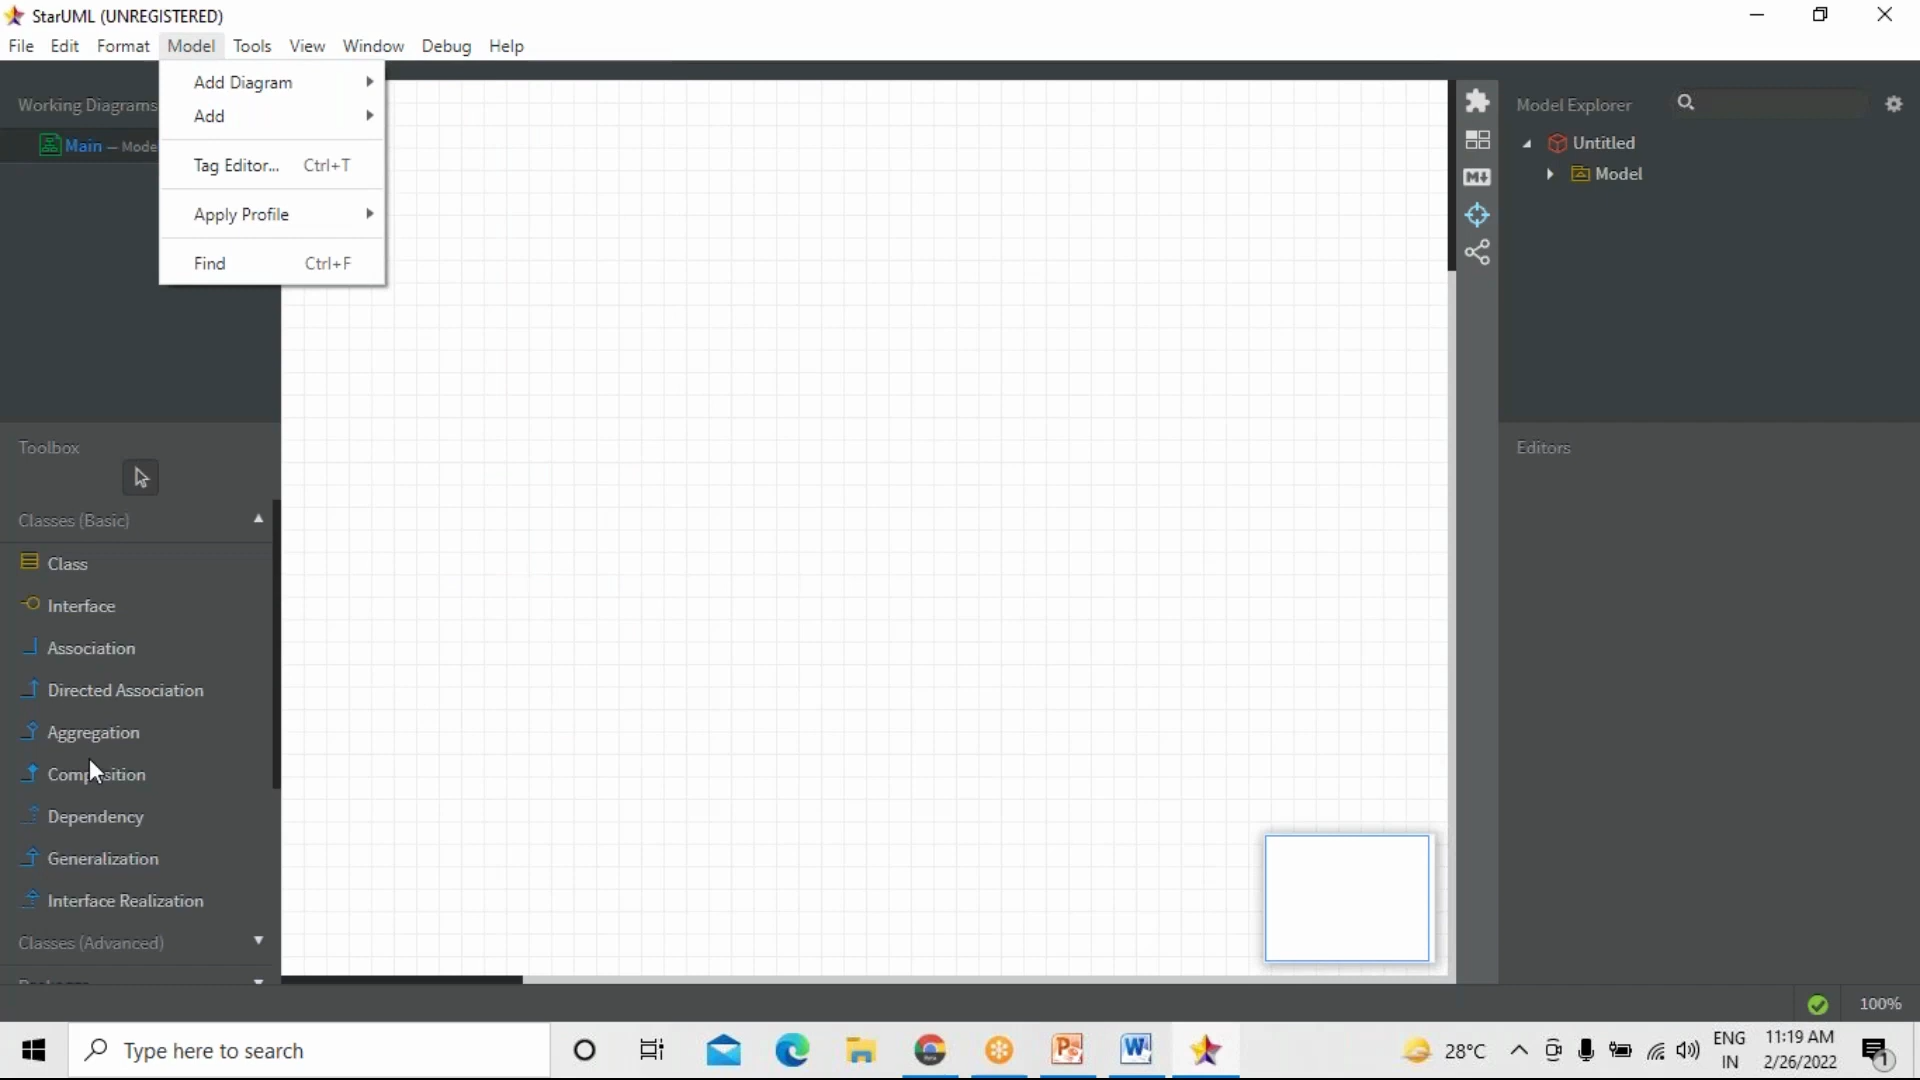 StarUML (UNREGISTERED)
File Edit Format Model Tools View Window Debug Help
Add Diagram
Add
Tag Editor... Ctrl+T
Apply Profile
Find Ctrl+F
Working Diagrams
Main — Mode
Toolbox
Classes (Basic)
Class
Interface
Association
Directed Association
Aggregation
Composition
Dependency
Generalization
Interface Realization
Classes (Advanced)
M
Model Explorer
Untitled
Model
Editors
100%
Type here to search
28°C
ENG
IN
11:19 AM
2/26/2022
1